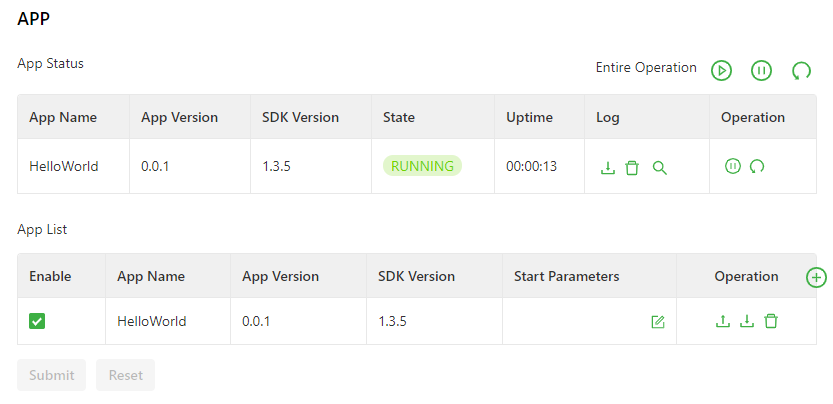 APP
App Status
Entire Operation
App Name App Version SDK Version State Uptime Log Operation
HelloWorld 0.0.1 1.3.5 RUNNING 00:00:13
App List
Enable App Name App Version SDK Version Start Parameters Operation
HelloWorld 0.0.1 1.3.5
Submit Reset